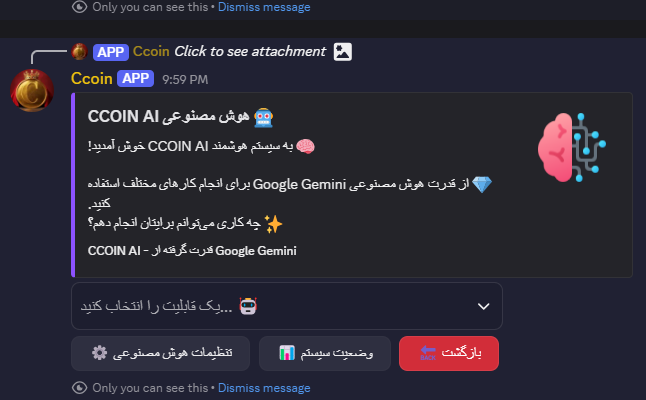 Only you can see this • Dismiss message
APP Ccoin Click to see attachment
Ccoin APP 9:59 PM
🤖 هوش مصنوعی CCOIN AI
🧠 به سیستم هوشمند CCOIN AI خوش آمدید!
💎 از قدرت هوش مصنوعی Google Gemini برای انجام کارهای مختلف استفاده
کنید.
✨ چه کاری می‌توانم برایتان انجام دهم؟
CCOIN AI - قدرت گرفته از Google Gemini
🤖 یک قابلیت را انتخاب کنید...
تنظیمات هوش مصنوعی ⚙️
وضعیت سیستم 📊
بازگشت 🔙
Only you can see this • Dismiss message